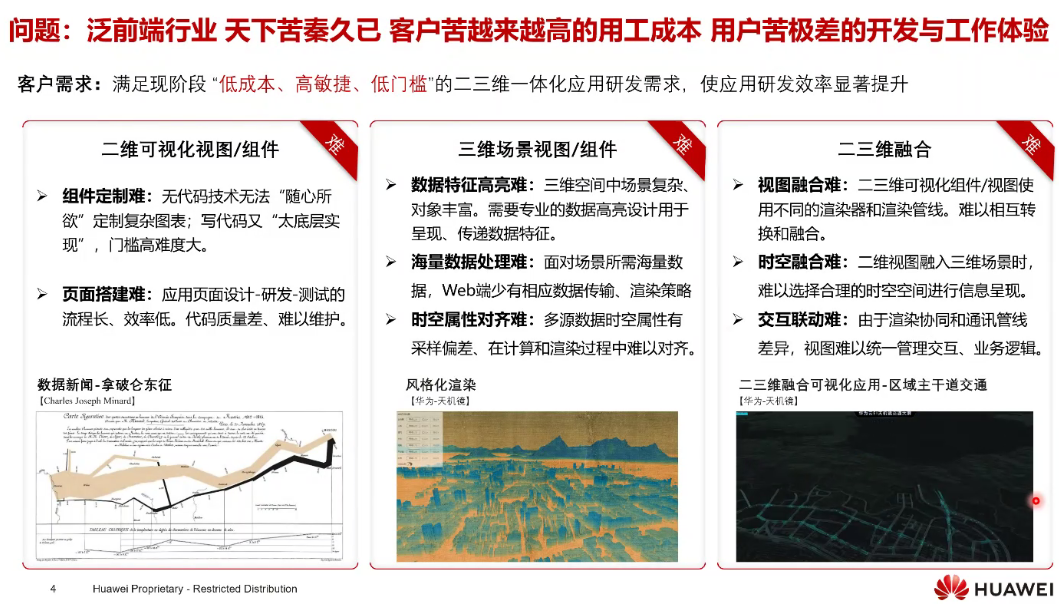 问题：泛前端行业 天下苦秦久已 客户苦越来越高的用工成本 用户苦极差的开发与工作体验
客户需求：满足现阶段 “低成本、高敏捷、低门槛”的二三维一体化应用研发需求，使应用研发效率显著提升
二维可视化视图/组件
难
➢ 组件定制难：无代码技术无法“随心所
欲”定制复杂图表；写代码又“太底层实
现”，门槛高难度大。
➢ 页面搭建难：应用页面设计-研发-测试的
流程长、效率低。代码质量差、难以维护。
数据新闻-拿破仑东征
【Charles Joseph Minard】
三维场景视图/组件
难
➢ 数据特征高亮难：三维空间中场景复杂、
对象丰富。需要专业的数据高亮设计用于
呈现、传递数据特征。
➢ 海量数据处理难：面对场景所需海量数
据，Web端少有相应数据传输、渲染策略
➢ 时空属性对齐难：多源数据时空属性有
采样偏差、在计算和渲染过程中难以对齐。
风格化渲染
【华为-天机镜】
二三维融合
难
➢ 视图融合难：二三维可视化组件/视图使
用不同的渲染器和渲染管线。难以相互转
换和融合。
➢ 时空融合难：二维视图融入三维场景时，
难以选择合理的时空空间进行信息呈现。
➢ 交互联动难：由于渲染协同和通讯管线
差异，视图难以统一管理交互、业务逻辑。
二三维融合可视化应用-区域主干道交通
【华为-天机镜】
4
Huawei Proprietary - Restricted Distribution
HUAWEI